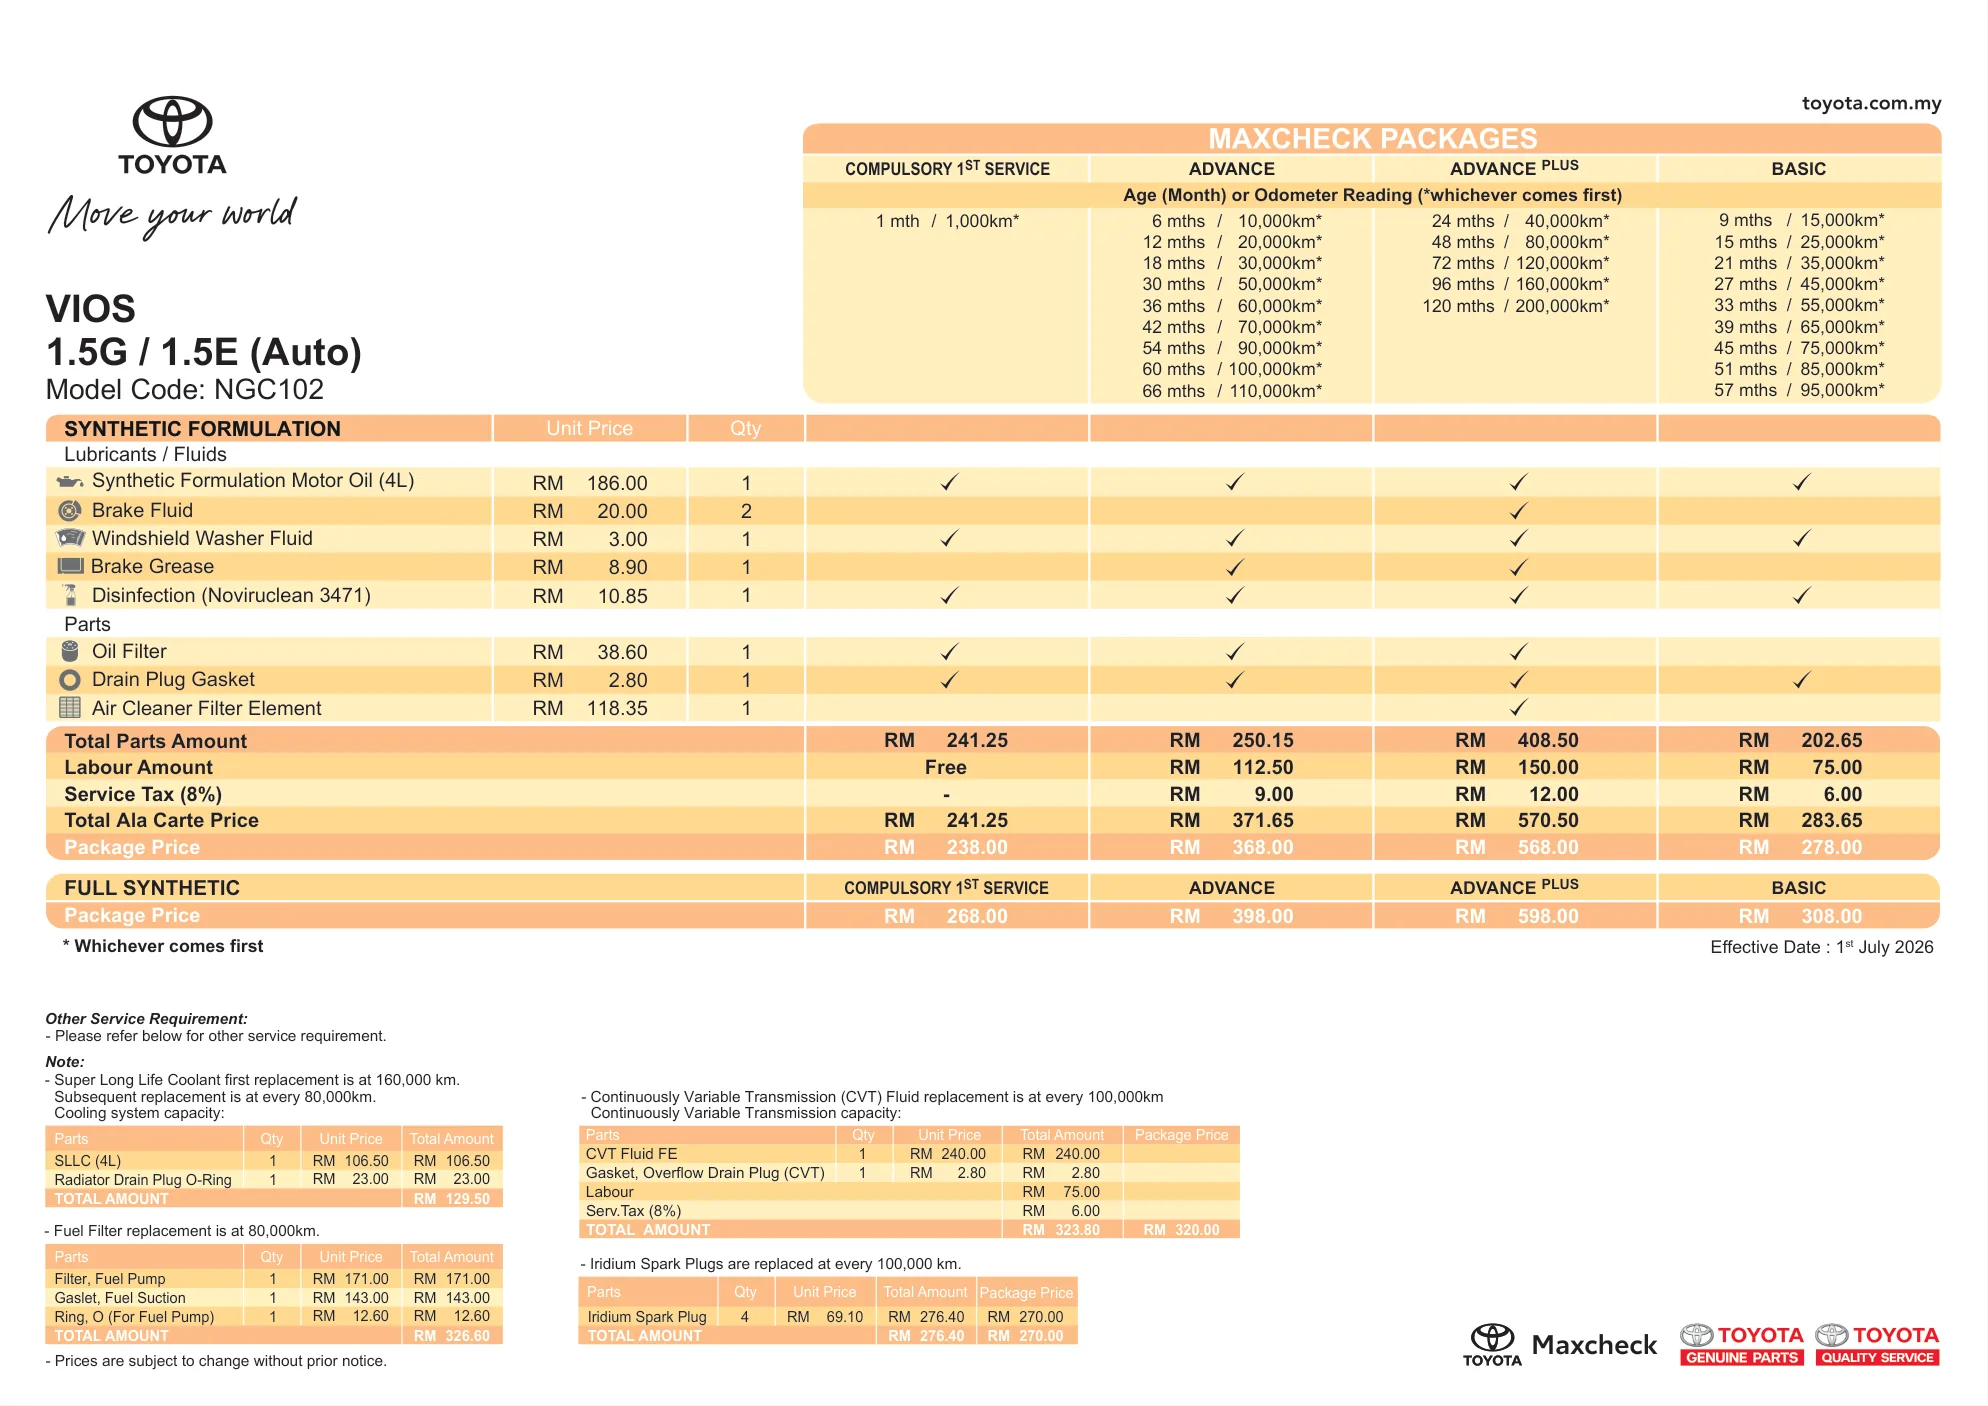 TOYOTA
Move your world
toyota.com.my
VIOS
1.5G / 1.5E (Auto)
Model Code: NGC102
MAXCHECK PACKAGES
COMPULSORY 1ST SERVICE ADVANCE ADVANCE PLUS BASIC
Age (Month) or Odometer Reading (*whichever comes first)
1 mth / 1,000km* 6 mths / 10,000km* 24 mths / 40,000km* 9 mths / 15,000km*
12 mths / 20,000km* 48 mths / 80,000km* 15 mths / 25,000km*
18 mths / 30,000km* 72 mths / 120,000km* 21 mths / 35,000km*
30 mths / 50,000km* 96 mths / 160,000km* 27 mths / 45,000km*
36 mths / 60,000km* 120 mths / 200,000km* 33 mths / 55,000km*
42 mths / 70,000km* 39 mths / 65,000km*
54 mths / 90,000km* 45 mths / 75,000km*
60 mths / 100,000km* 51 mths / 85,000km*
66 mths / 110,000km* 57 mths / 95,000km*
SYNTHETIC FORMULATION Unit Price Qty
Lubricants / Fluids
Synthetic Formulation Motor Oil (4L) RM 186.00 1 ✓ ✓ ✓ ✓
Brake Fluid RM 20.00 2 ✓
Windshield Washer Fluid RM 3.00 1 ✓ ✓ ✓ ✓
Brake Grease RM 8.90 1 ✓ ✓
Disinfection (Noviruclean 3471) RM 10.85 1 ✓ ✓ ✓ ✓
Parts
Oil Filter RM 38.60 1 ✓ ✓ ✓
Drain Plug Gasket RM 2.80 1 ✓ ✓ ✓ ✓
Air Cleaner Filter Element RM 118.35 1 ✓
Total Parts Amount RM 241.25 RM 250.15 RM 408.50 RM 202.65
Labour Amount Free RM 112.50 RM 150.00 RM 75.00
Service Tax (8%) - RM 9.00 RM 12.00 RM 6.00
Total Ala Carte Price RM 241.25 RM 371.65 RM 570.50 RM 283.65
Package Price RM 238.00 RM 368.00 RM 568.00 RM 278.00
FULL SYNTHETIC COMPULSORY 1ST SERVICE ADVANCE ADVANCE PLUS BASIC
Package Price RM 268.00 RM 398.00 RM 598.00 RM 308.00
* Whichever comes first
Effective Date : 1st July 2026
Other Service Requirement:
- Please refer below for other service requirement.
Note:
- Super Long Life Coolant first replacement is at 160,000 km.
Subsequent replacement is at every 80,000km.
Cooling system capacity:
Parts Qty Unit Price Total Amount
SLLC (4L) 1 RM 106.50 RM 106.50
Radiator Drain Plug O-Ring 1 RM 23.00 RM 23.00
TOTAL AMOUNT RM 129.50
- Fuel Filter replacement is at 80,000km.
Parts Qty Unit Price Total Amount
Filter, Fuel Pump 1 RM 171.00 RM 171.00
Gaslet, Fuel Suction 1 RM 143.00 RM 143.00
Ring, O (For Fuel Pump) 1 RM 12.60 RM 12.60
TOTAL AMOUNT RM 326.60
- Prices are subject to change without prior notice.
- Continuously Variable Transmission (CVT) Fluid replacement is at every 100,000km
Continuously Variable Transmission capacity:
Parts Qty Unit Price Total Amount Package Price
CVT Fluid FE 1 RM 240.00 RM 240.00
Gasket, Overflow Drain Plug (CVT) 1 RM 2.80 RM 2.80
Labour RM 75.00
Serv.Tax (8%) RM 6.00
TOTAL AMOUNT RM 323.80 RM 320.00
- Iridium Spark Plugs are replaced at every 100,000 km.
Parts Qty Unit Price Total Amount Package Price
Iridium Spark Plug 4 RM 69.10 RM 276.40 RM 270.00
TOTAL AMOUNT RM 276.40 RM 270.00
TOYOTA Maxcheck
TOYOTA
GENUINE PARTS
TOYOTA
QUALITY SERVICE